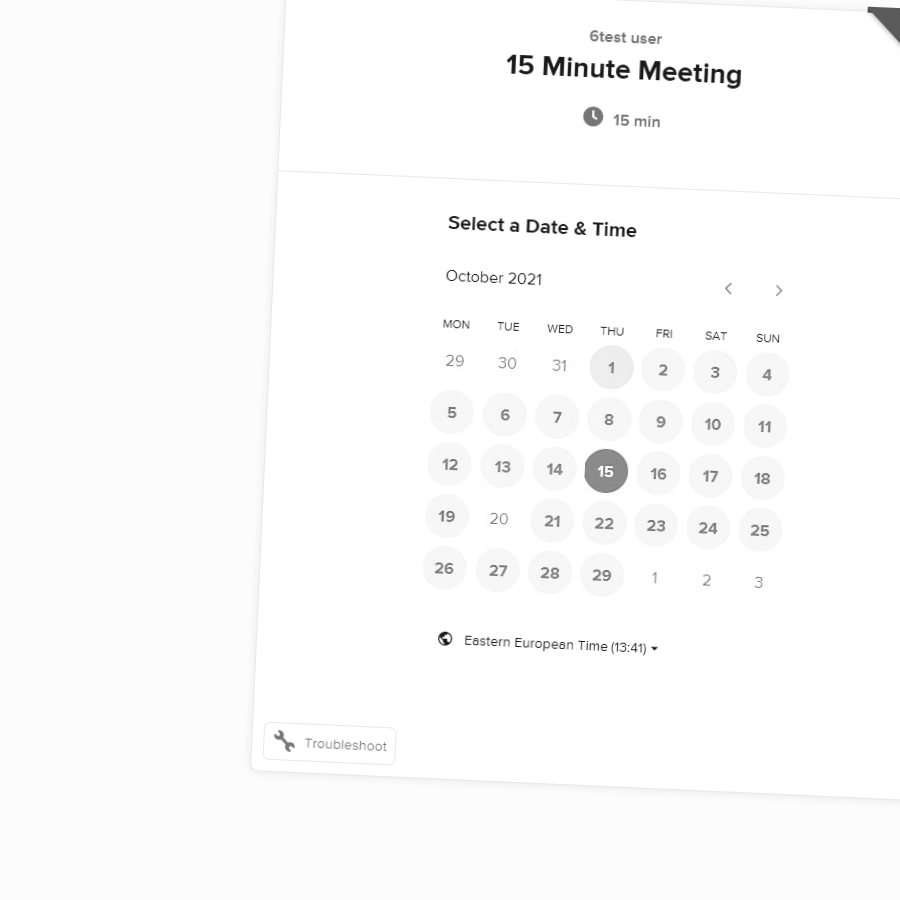 6test user
15 Minute Meeting
15 min
Select a Date & Time
October 2021
MON TUE WED THU FRI SAT SUN
29 30 31 1 2 3 4
5 6 7 8 9 10 11
12 13 14 15 16 17 18
19 20 21 22 23 24 25
26 27 28 29 1 2 3
Eastern European Time (13:41)
Troubleshoot